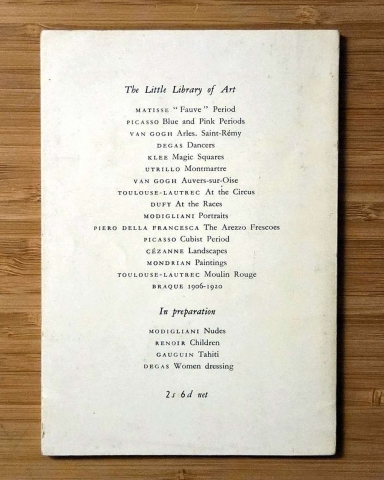 The Little Library of Art
MATISSE "Fauve" Period
PICASSO Blue and Pink Periods
VAN GOGH Arles. Saint-Rémy
DEGAS Dancers
KLEE Magic Squares
UTRILLO Montmartre
VAN GOGH Auvers-sur-Oise
TOULOUSE-LAUTREC At the Circus
DUFY At the Races
MODIGLIANI Portraits
PIERO DELLA FRANCESCA The Arezzo Frescoes
PICASSO Cubist Period
CÉZANNE Landscapes
MONDRIAN Paintings
TOULOUSE-LAUTREC Moulin Rouge
BRAQUE 1906-1920
In preparation
MODIGLIANI Nudes
RENOIR Children
GAUGUIN Tahiti
DEGAS Women dressing
2s 6d net